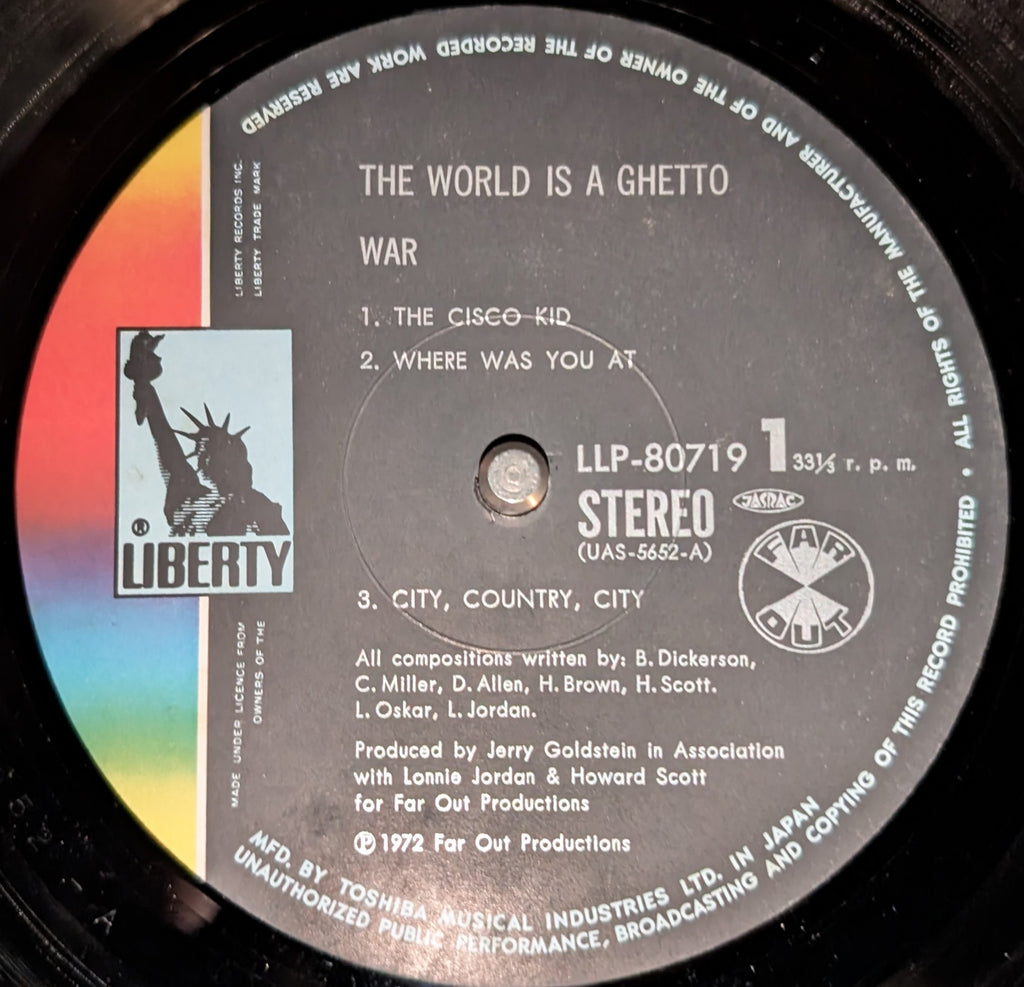 THE WORLD IS A GHETTO
WAR
1. THE CISCO KID
2. WHERE WAS YOU AT
LLP-80719 1 33⅓ r. p. m.
STEREO JASRAC
(UAS-5652-A)
FAR
OUT
3. CITY, COUNTRY, CITY
All compositions written by: B. Dickerson,
C. Miller, D. Allen, H. Brown, H. Scott.
L. Oskar, L. Jordan.
Produced by Jerry Goldstein in Association
with Lonnie Jordan & Howard Scott
for Far Out Productions
Ⓟ 1972 Far Out Productions
LIBERTY RECORDS INC.
LIBERTY TRADE MARK
®
LIBERTY
MADE UNDER LICENCE FROM
OWNERS OF THE
MFD. BY TOSHIBA MUSICAL INDUSTRIES LTD. IN JAPAN
UNAUTHORIZED PUBLIC PERFORMANCE, BROADCASTING AND COPYING OF THIS RECORD PROHIBITED • ALL RIGHTS OF THE MANUFACTURER AND OF THE OWNER OF THE RECORDED WORK ARE RESERVED